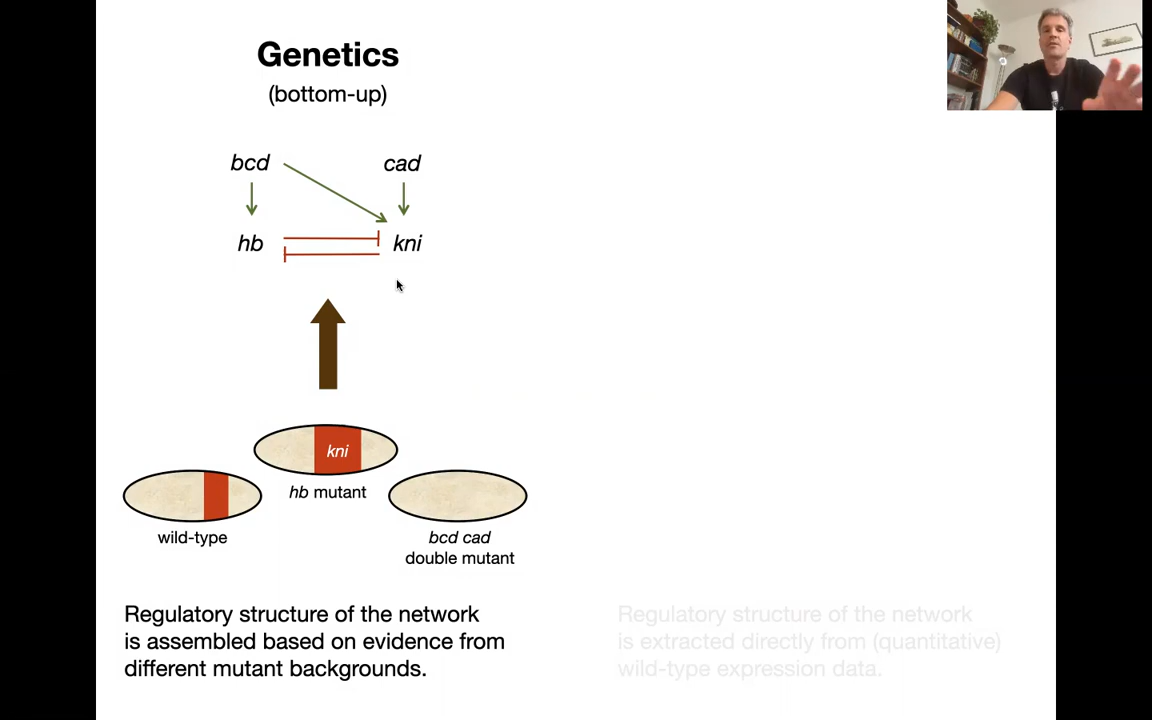 Genetics
(bottom-up)
bcd cad
hb kni
kni
hb mutant
wild-type
bcd cad
double mutant
Regulatory structure of the network
is assembled based on evidence from
different mutant backgrounds.
Regulatory structure of the network
is extracted directly from (quantitative)
wild-type expression data.